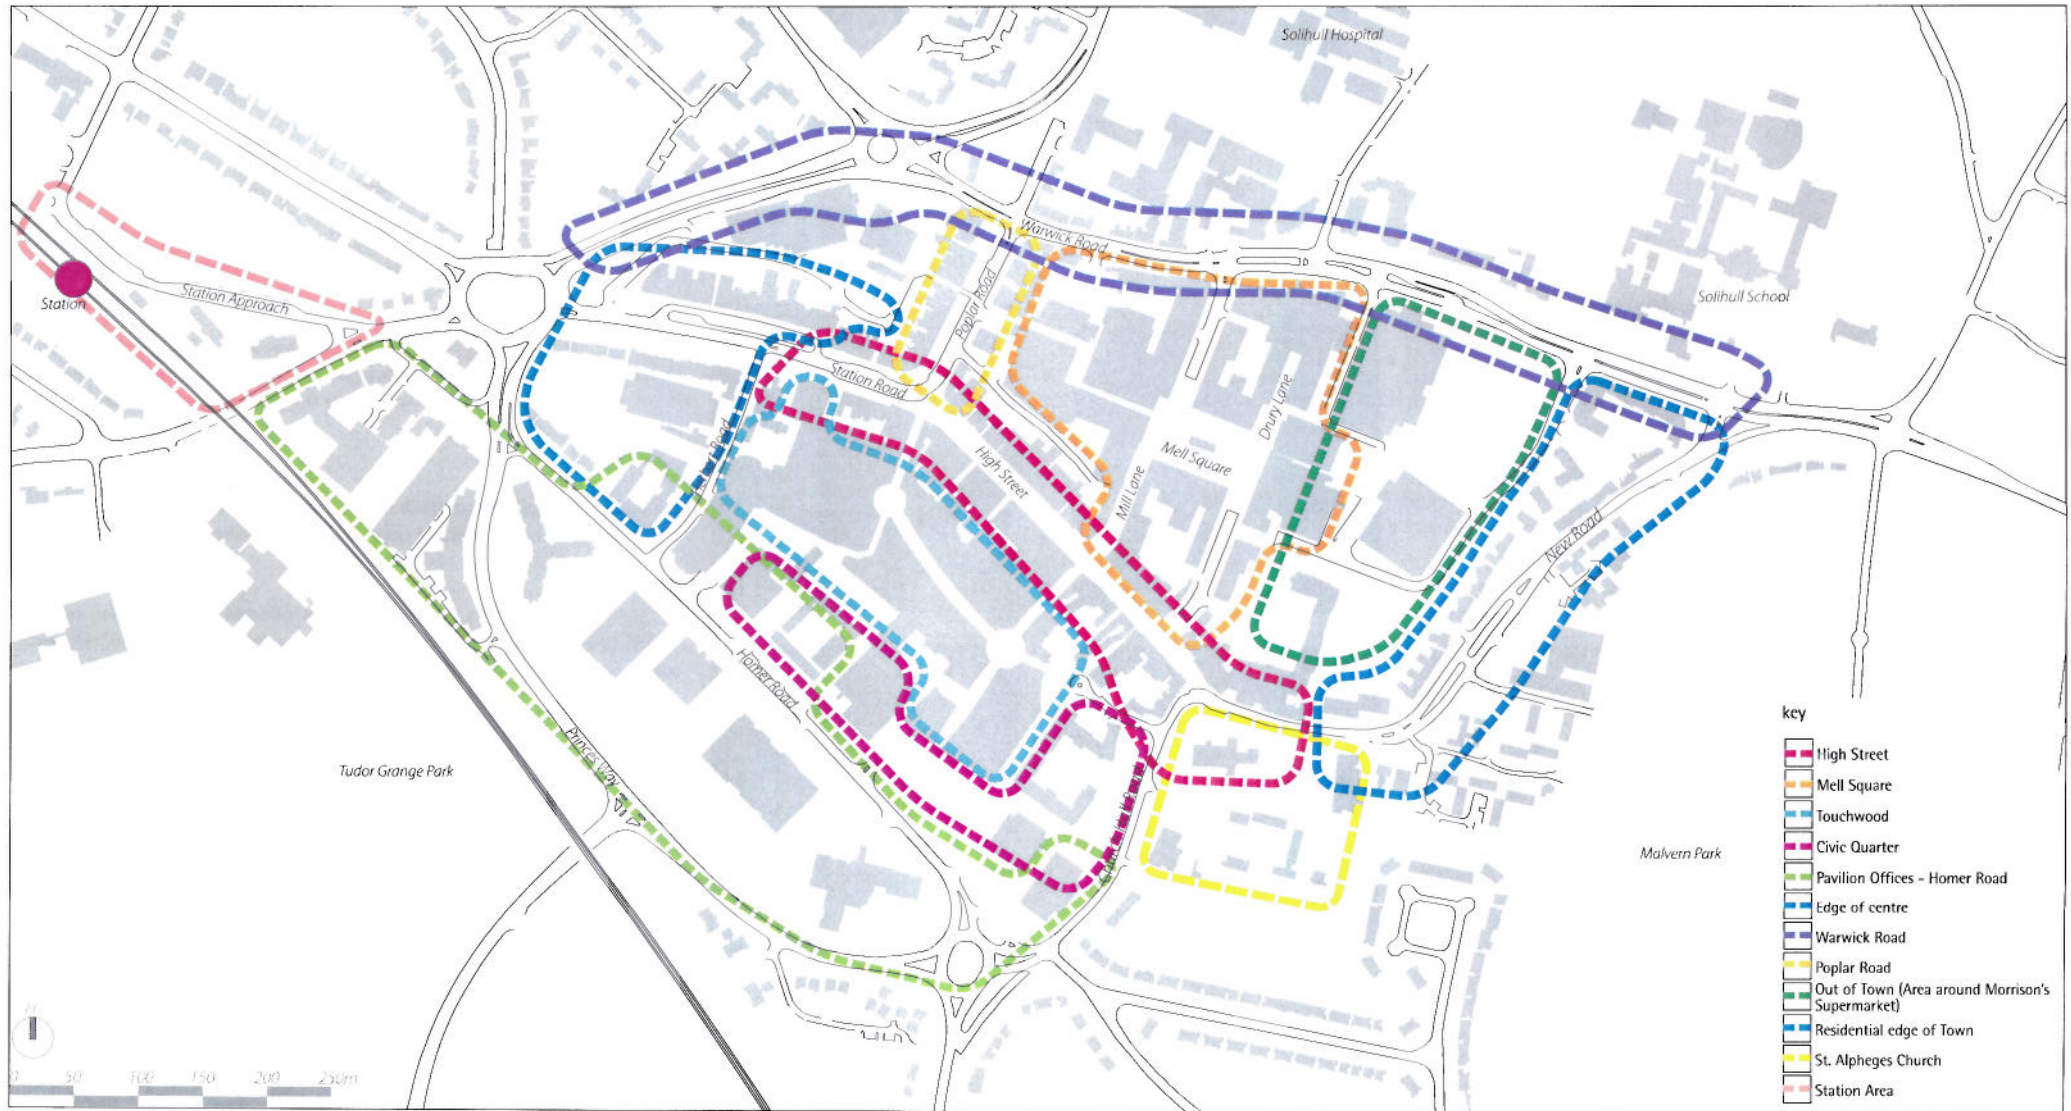 Solihull Hospital
Warwick Road
Station Approach
Station
Solihull School
Poplar Road
Station Road
Drury Lane
Mell Square
High Street
Mill Lane
Road
New Road
Homer Road
Princes Way
Tudor Grange Park
Malvern Park
key
High Street
Mell Square
Touchwood
Civic Quarter
Pavilion Offices - Homer Road
Edge of centre
Warwick Road
Poplar Road
Out of Town (Area around Morrison's
Supermarket)
Residential edge of Town
St. Alpheges Church
Station Area
N
0 50 100 150 200 250m